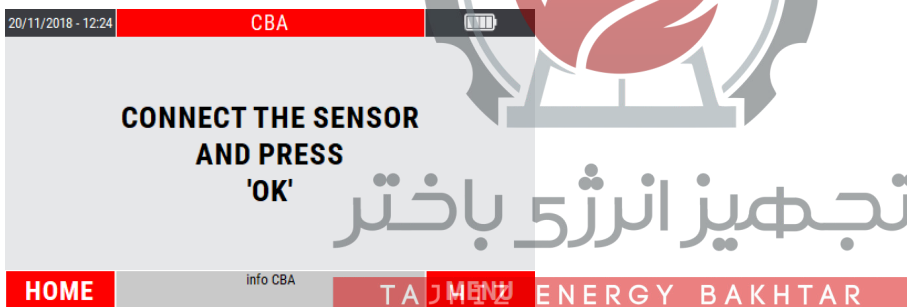 20/11/2018 - 12:24
CBA
CONNECT THE SENSOR
AND PRESS
'OK'
تجهیز انرژی باختر
HOME
info CBA
MENU
TAJHIZ ENERGY BAKHTAR